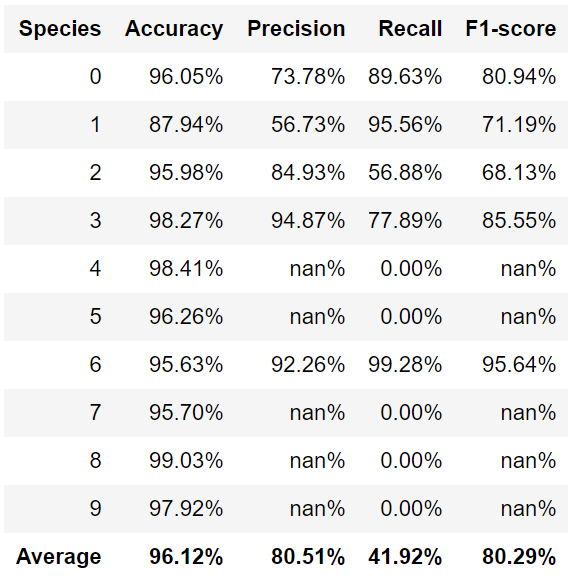 Species Accuracy Precision Recall F1-score
0 96.05% 73.78% 89.63% 80.94%
1 87.94% 56.73% 95.56% 71.19%
2 95.98% 84.93% 56.88% 68.13%
3 98.27% 94.87% 77.89% 85.55%
4 98.41% nan% 0.00% nan%
5 96.26% nan% 0.00% nan%
6 95.63% 92.26% 99.28% 95.64%
7 95.70% nan% 0.00% nan%
8 99.03% nan% 0.00% nan%
9 97.92% nan% 0.00% nan%
Average 96.12% 80.51% 41.92% 80.29%